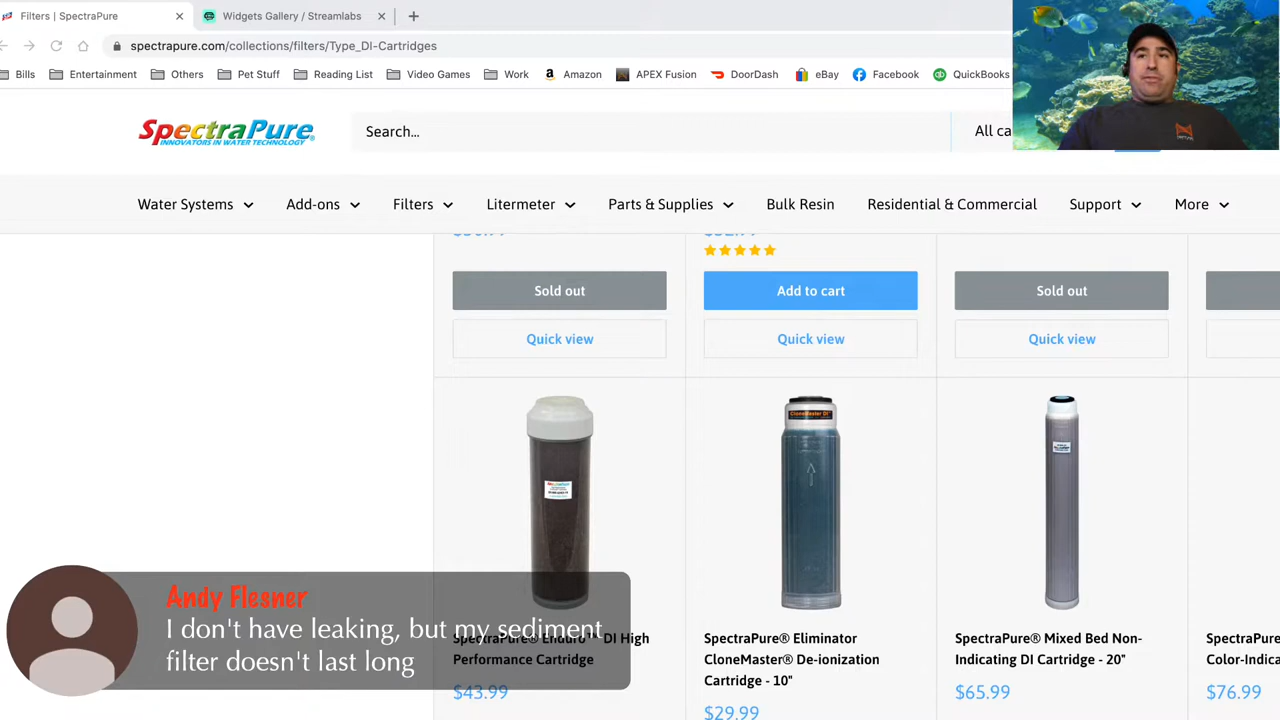 Filters | SpectraPure
Widgets Gallery / Streamlabs
spectrapure.com/collections/filters/Type_DI-Cartridges
Bills Entertainment Others Pet Stuff Reading List Video Games Work Amazon APEX Fusion DoorDash eBay Facebook QuickBooks
SpectraPure
INNOVATORS IN WATER TECHNOLOGY
Search...
All ca
Water Systems Add-ons Filters Litermeter Parts & Supplies Bulk Resin Residential & Commercial Support More
Sold out Add to cart Sold out
Quick view Quick view Quick view
CloneMaster DI
SpectraPure® Enduro™ DI High
Performance Cartridge
$43.99
SpectraPure® Eliminator
CloneMaster® De-ionization
Cartridge - 10"
$29.99
SpectraPure® Mixed Bed Non-
Indicating DI Cartridge - 20"
$65.99
SpectraPu
Color-Indica
$76.99
Andy Flesner
I don't have leaking, but my sediment
filter doesn't last long